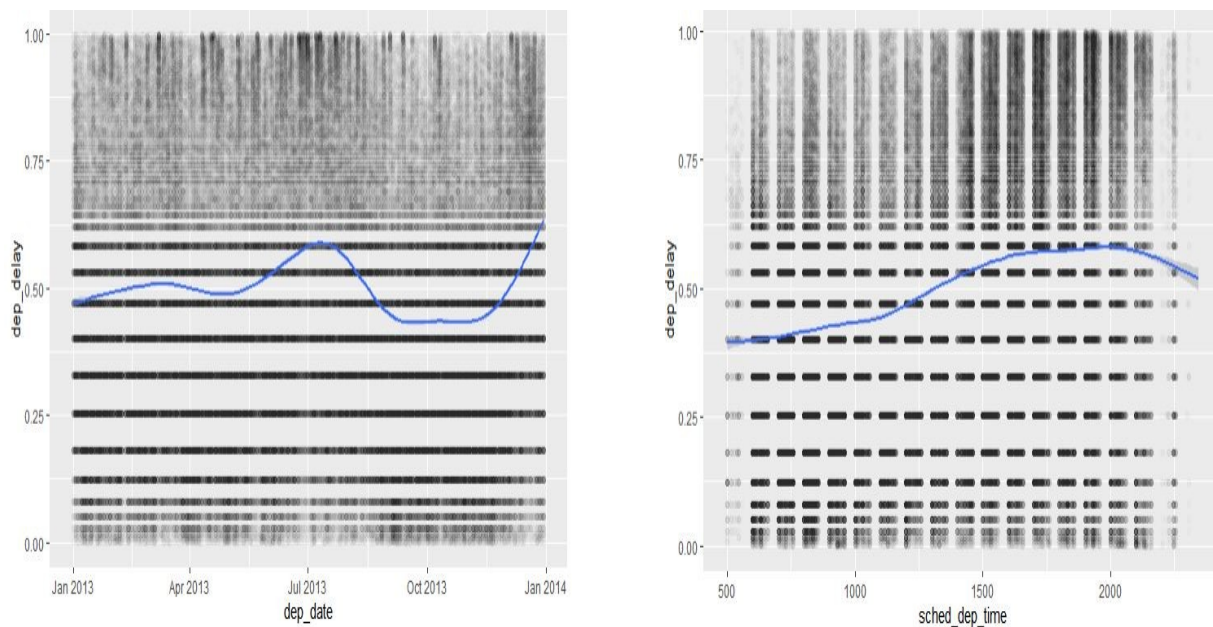 1.00
0.75
0.50
0.25
0.00
dep_delay
Jan 2013 Apr 2013 Jul 2013 Oct 2013 Jan 2014
dep_date
1.00
0.75
0.50
0.25
0.00
dep_delay
500 1000 1500 2000
sched_dep_time